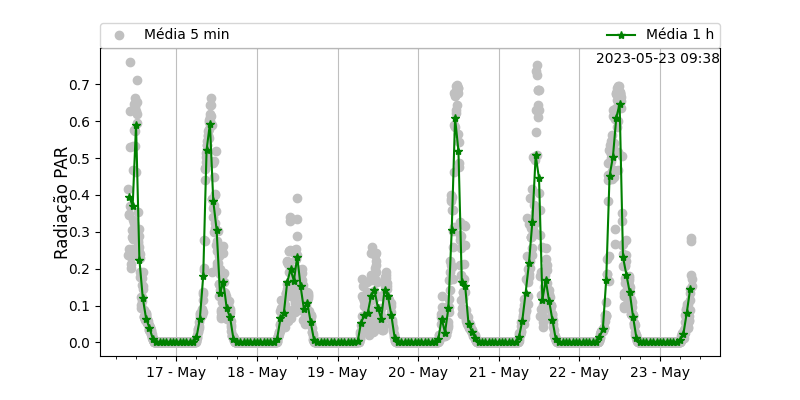 Média 5 min
Média 1 h
2023-05-23 09:38
Radiação PAR
0.7
0.6
0.5
0.4
0.3
0.2
0.1
0.0
17 - May
18 - May
19 - May
20 - May
21 - May
22 - May
23 - May